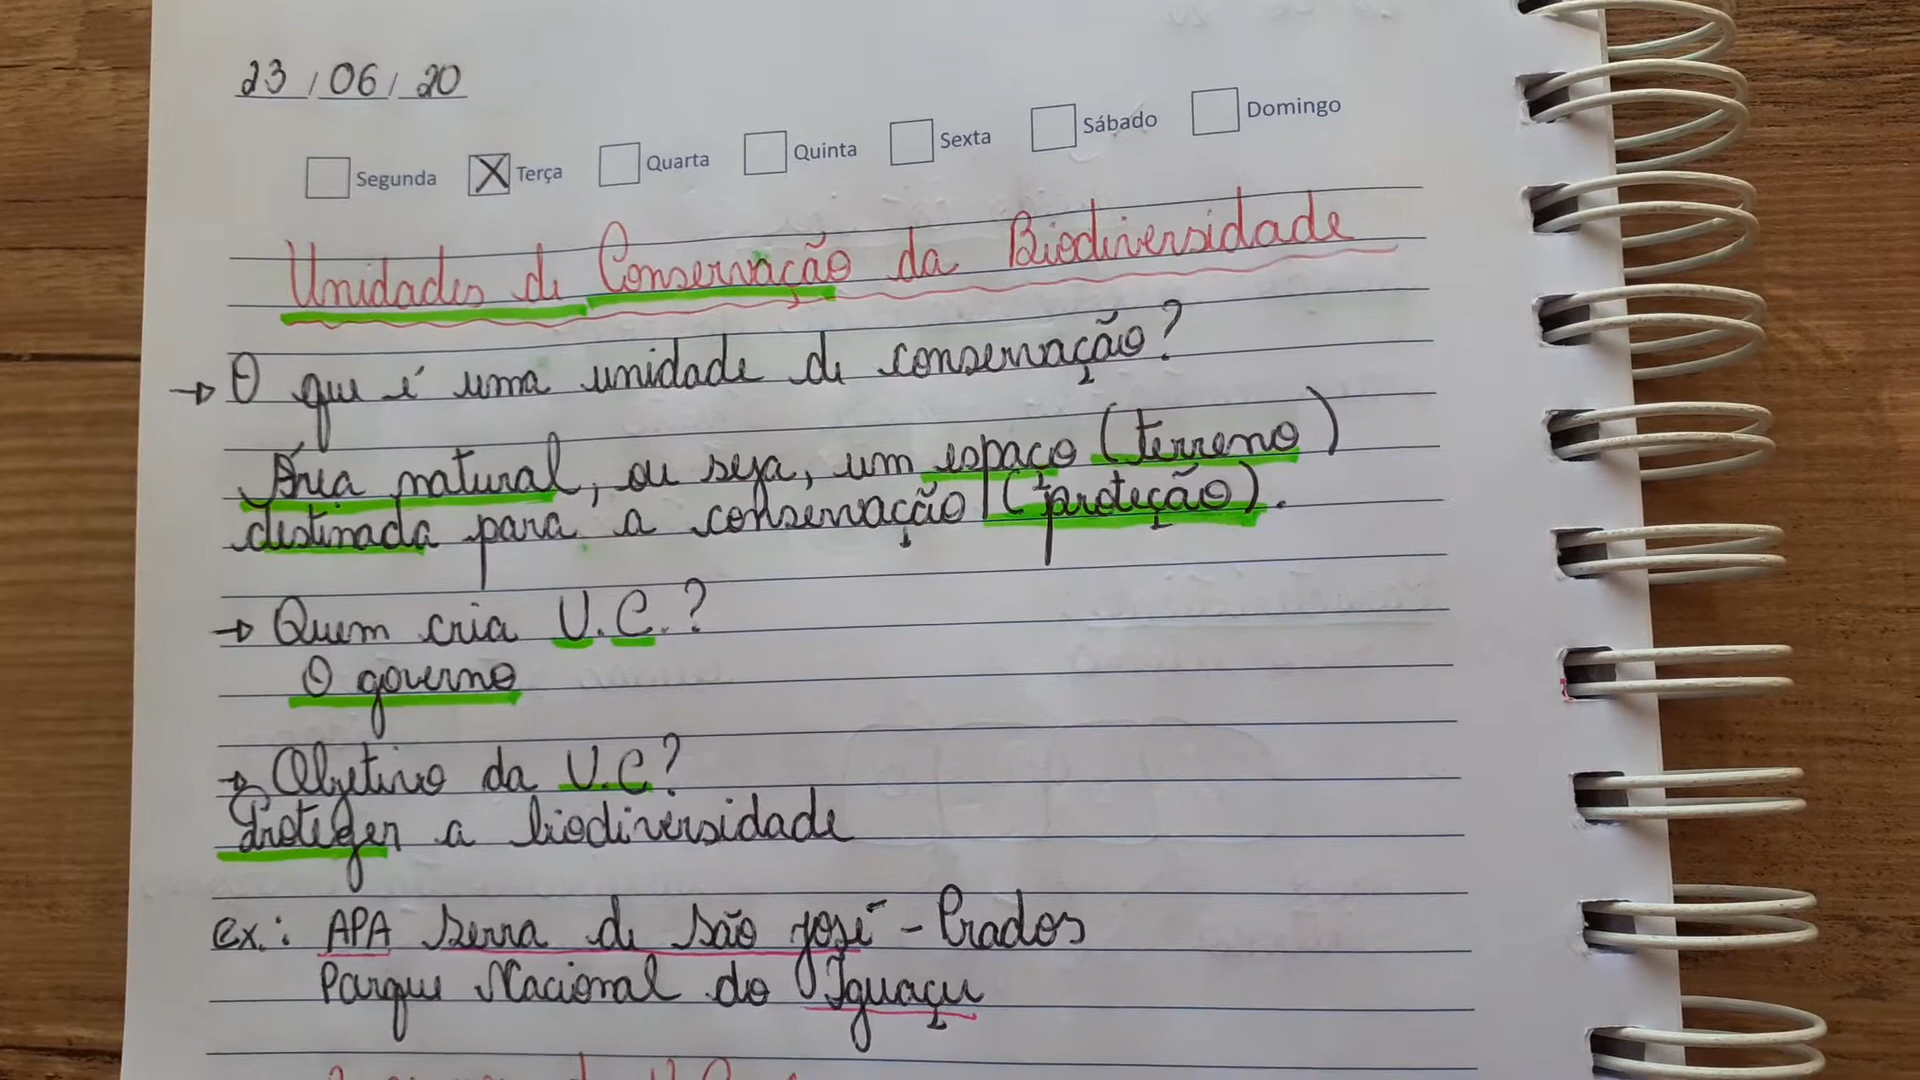 23/06/20
Segunda Terça Quarta Quinta Sexta Sábado Domingo
Unidades de Conservação da Biodiversidade
→ O que é uma unidade de conservação?
Área natural, ou seja, um espaço (terreno)
destinada para a conservação (proteção).
→ Quem cria U.C.?
O governo
→ Objetivo da U.C?
Proteger a biodiversidade
ex.: APA Serra de São José - Prados
Parque Nacional do Iguaçu